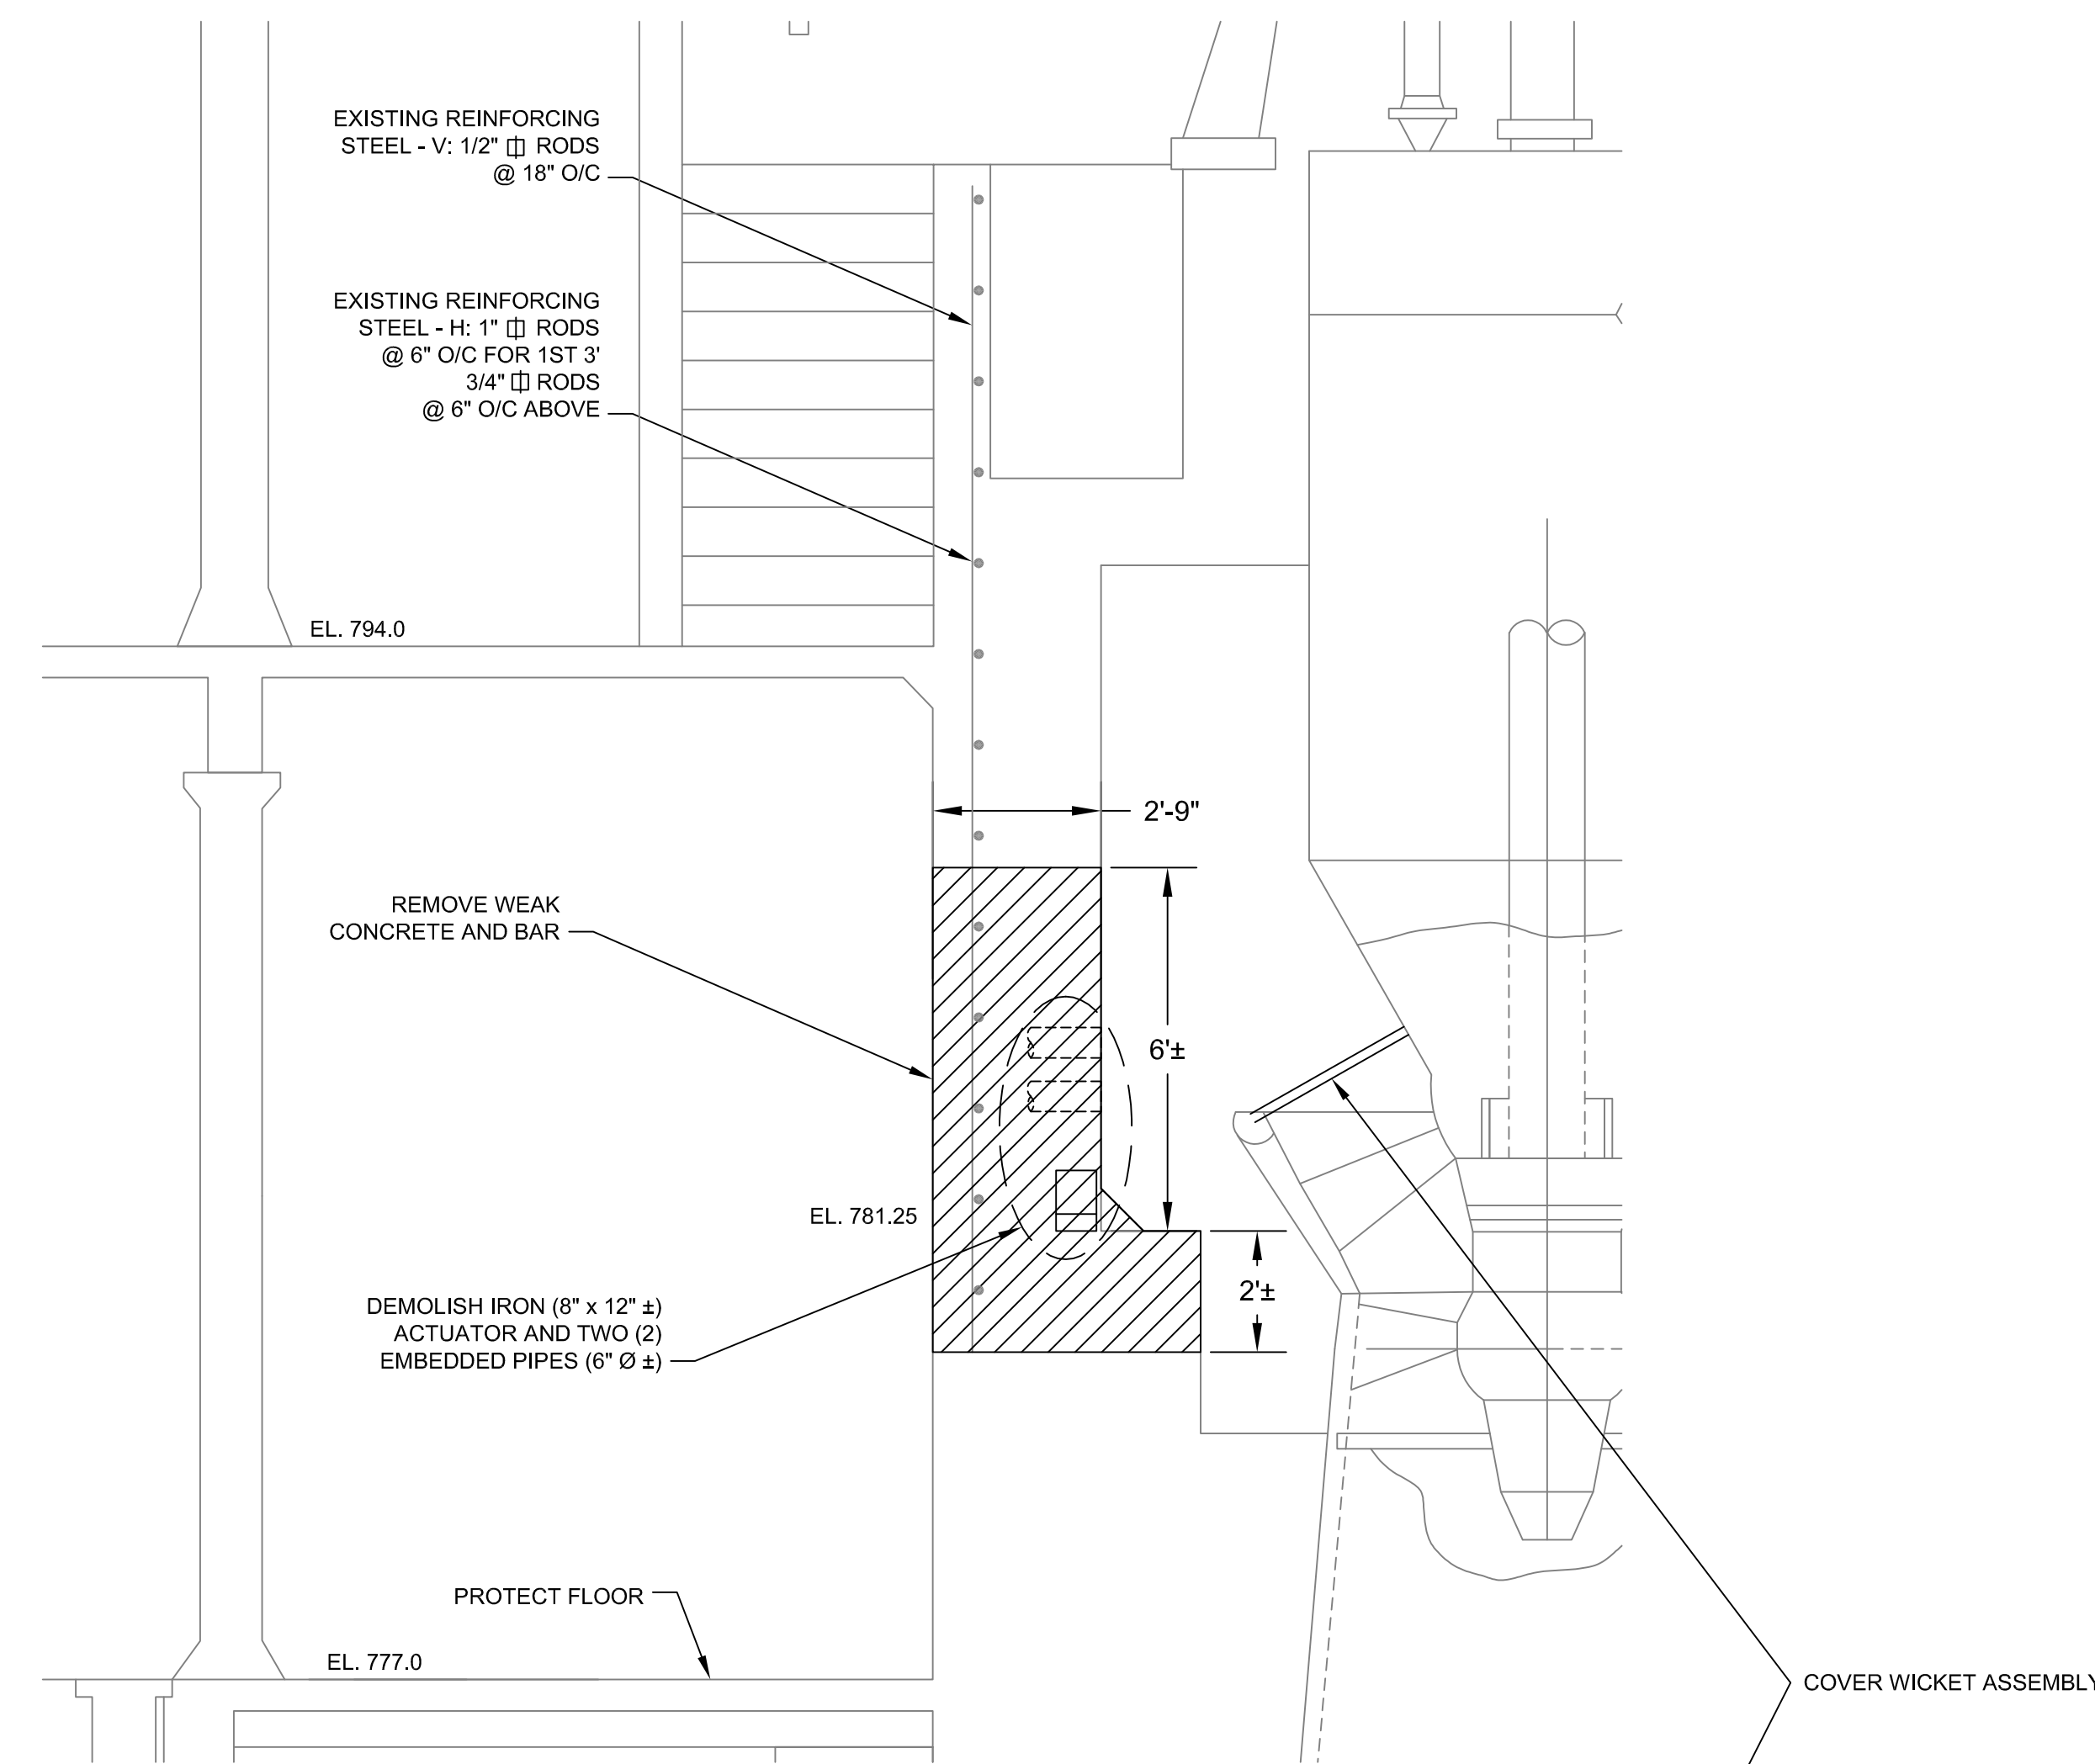 EXISTING REINFORCING
STEEL - V: 1/2" ⌷ RODS
@ 18" O/C
EXISTING REINFORCING
STEEL - H: 1" ⌷ RODS
@ 6" O/C FOR 1ST 3'
3/4" ⌷ RODS
@ 6" O/C ABOVE
EL. 794.0
2'-9"
REMOVE WEAK
CONCRETE AND BAR
6'±
EL. 781.25
2'±
DEMOLISH IRON (8" x 12" ±)
ACTUATOR AND TWO (2)
EMBEDDED PIPES (6" Ø ±)
PROTECT FLOOR
EL. 777.0
COVER WICKET ASSEMBLY